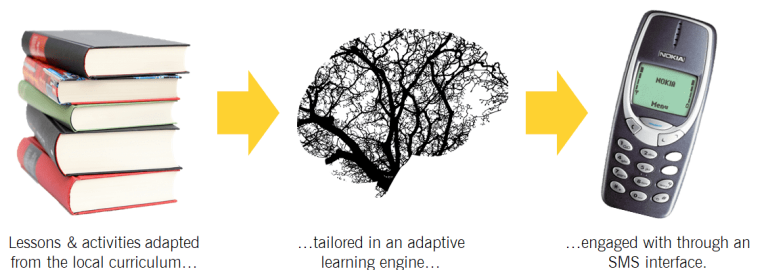 NOKIA
NOKIA
Menu
Lessons & activities adapted
from the local curriculum…
…tailored in an adaptive
learning engine…
…engaged with through an
SMS interface.